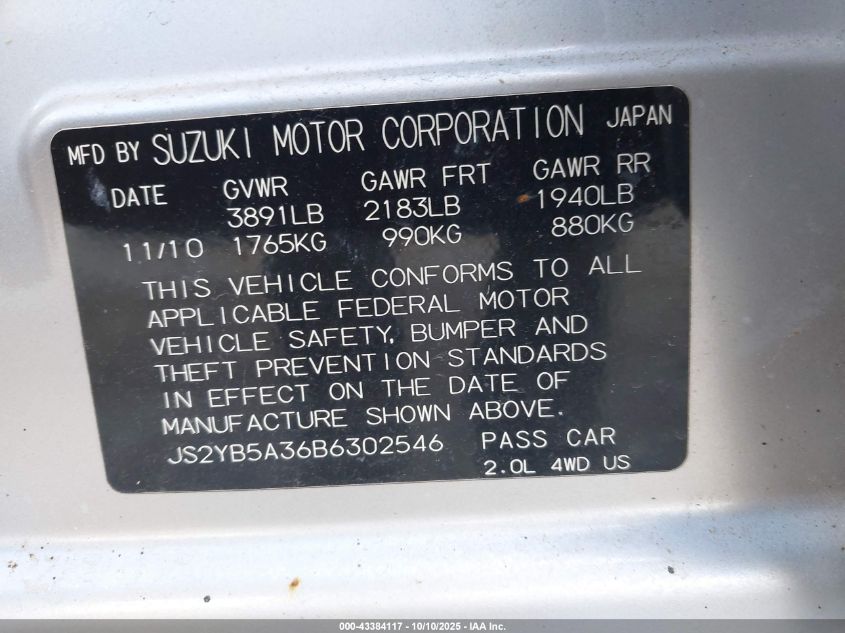 MFD BY SUZUKI MOTOR CORPORATION JAPAN
DATE GVWR GAWR FRT GAWR RR
3891LB 2183LB 1940LB
11/10 1765KG 990KG 880KG
THIS VEHICLE CONFORMS TO ALL
APPLICABLE FEDERAL MOTOR
VEHICLE SAFETY, BUMPER AND
THEFT PREVENTION STANDARDS
IN EFFECT ON THE DATE OF
MANUFACTURE SHOWN ABOVE.
JS2YB5A36B6302546 PASS CAR
2.0L 4WD US
000-43384117 - 10/10/2025 - IAA Inc.